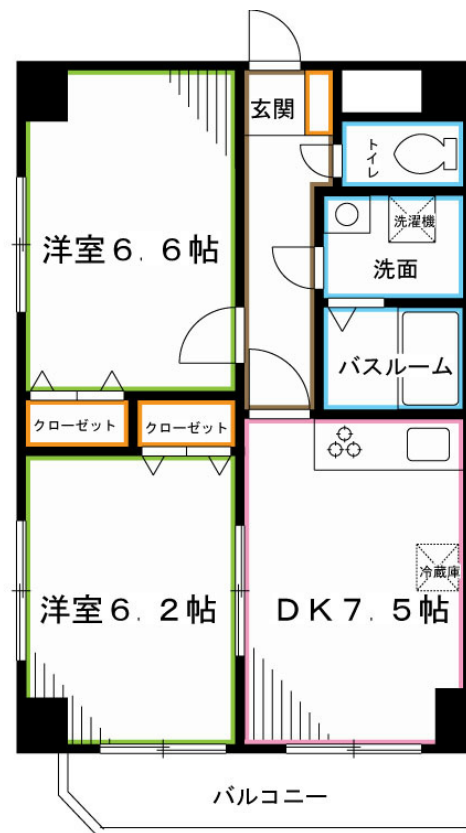 玄関
トイレ
洗濯機
洗面
洋室6.6帖
バスルーム
クローゼット
クローゼット
冷蔵庫
洋室6.2帖
DK7.5帖
バルコニー